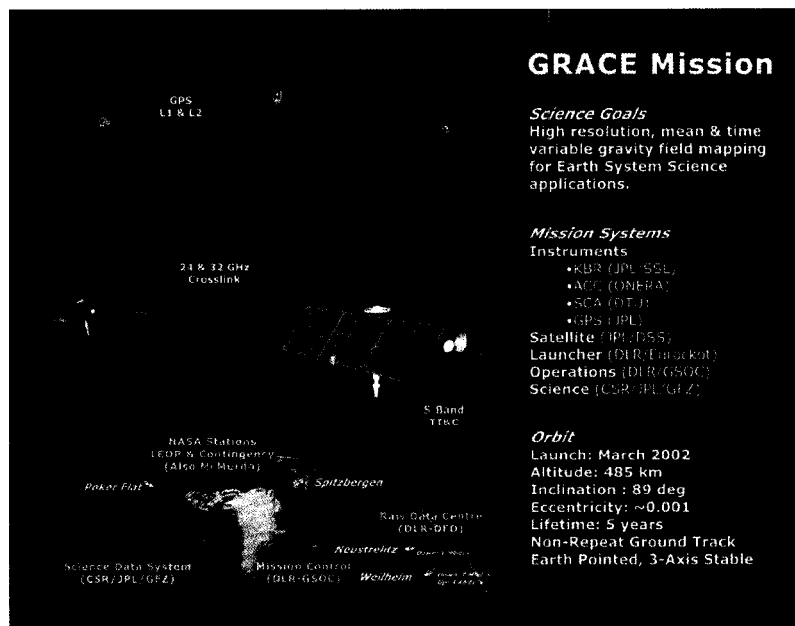 GRACE Mission
Science Goals
High resolution, mean & time
variable gravity field mapping
for Earth System Science
applications.
Mission Systems
Instruments
•KBR (JPL/SSL)
•ACC (ONERA)
•SCA (DTU)
•GPS (JPL)
Satellite (JPL/DSS)
Launcher (DLR/Eurockot)
Operations (DLR/GSOC)
Science (CSR/JPL/GFZ)
Orbit
Launch: March 2002
Altitude: 485 km
Inclination : 89 deg
Eccentricity: ~0.001
Lifetime: 5 years
Non-Repeat Ground Track
Earth Pointed, 3-Axis Stable
GPS
L1 & L2
24 & 32 GHz
Crosslink
S Band
TT&C
NASA Stations
LEOP & Contingency
(Also McMurdo)
Poker Flat
Spitzbergen
Raw Data Centre
(DLR-DFD)
Neustrelitz
Science Data System
(CSR/JPL/GFZ)
Mission Control
(DLR-GSOC)
Weilheim